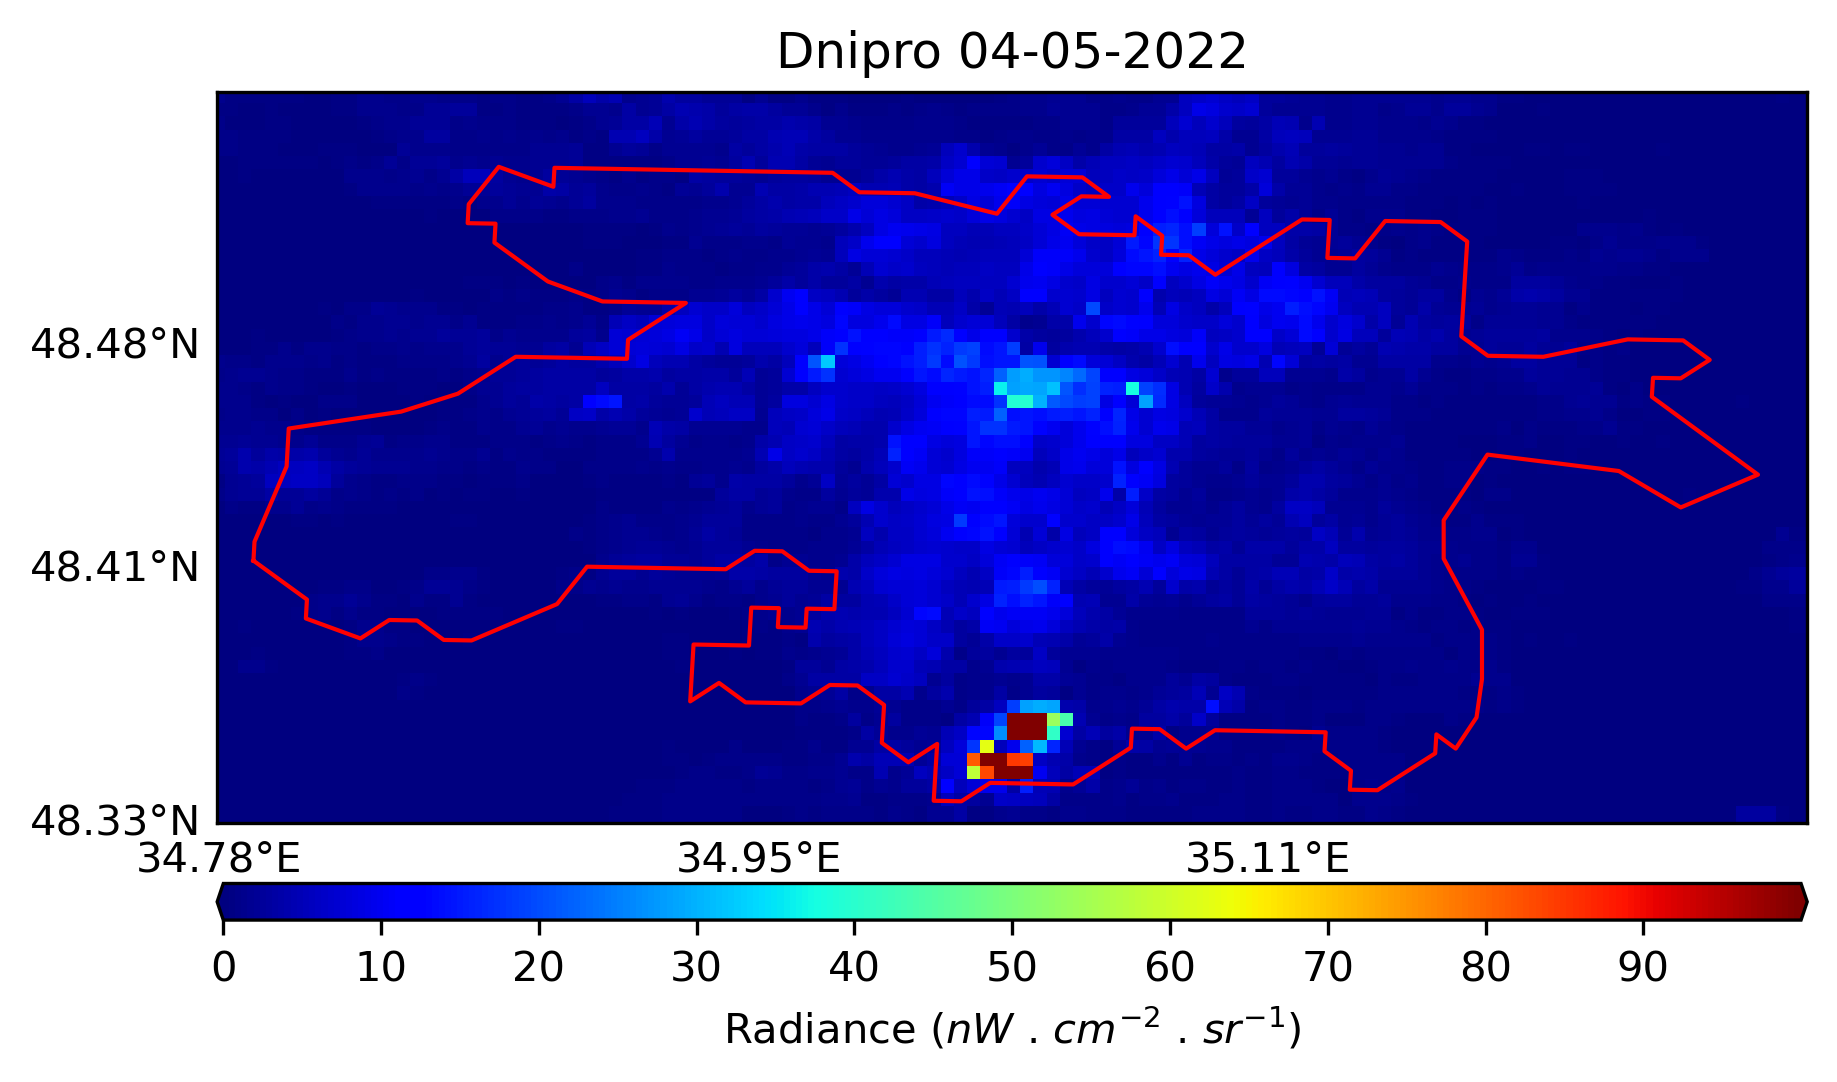 Dnipro 04-05-2022
48.48°N
48.41°N
48.33°N
34.78°E 34.95°E 35.11°E
0 10 20 30 40 50 60 70 80 90
Radiance (nW . cm⁻² . sr⁻¹)